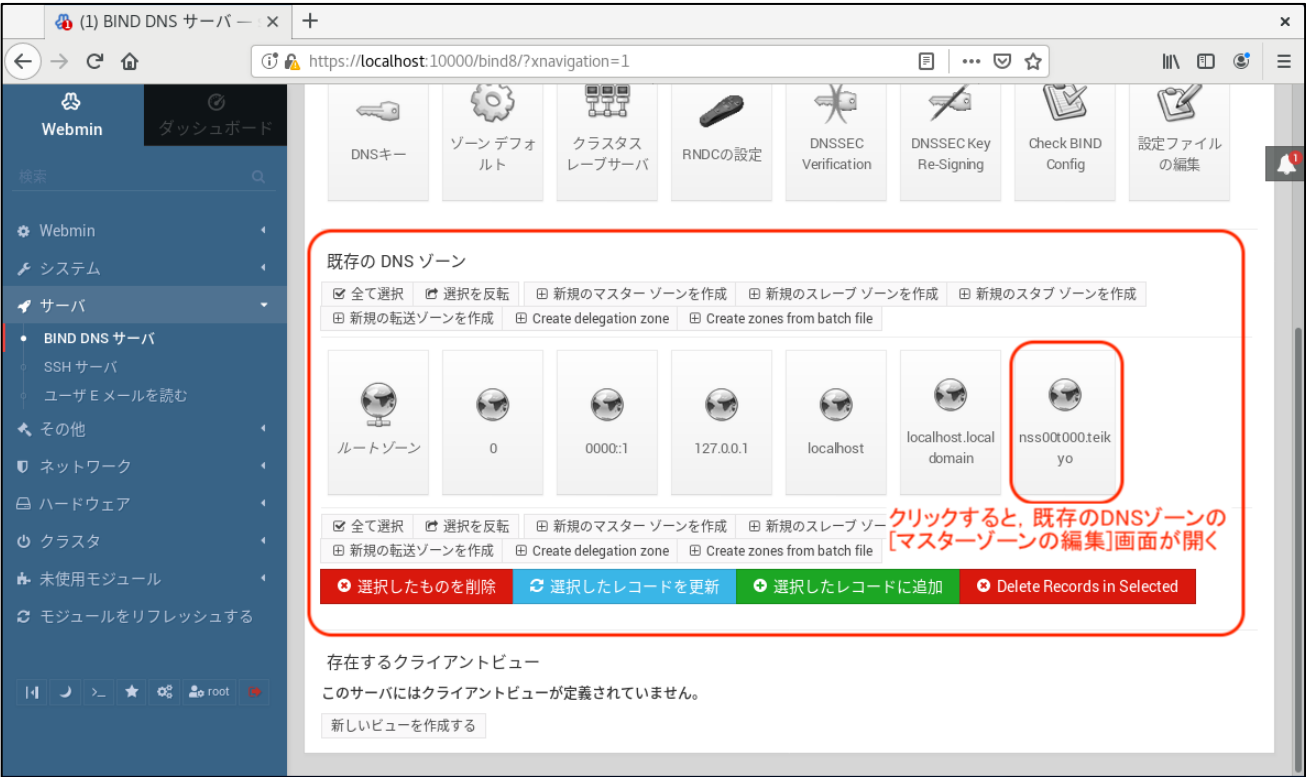 (1) BIND DNS サーバ —
https://localhost:10000/bind8/?xnavigation=1
Webmin
ダッシュボード
検索
Webmin
システム
サーバ
BIND DNS サーバ
SSH サーバ
ユーザ E メールを読む
その他
ネットワーク
ハードウェア
クラスタ
未使用モジュール
モジュールをリフレッシュする
root
DNSキー
ゾーン デフォ
ルト
クラスタス
レーブサーバ
RNDCの設定
DNSSEC
Verification
DNSSEC Key
Re-Signing
Check BIND
Config
設定ファイル
の編集
1
既存の DNS ゾーン
全て選択 選択を反転 新規のマスター ゾーンを作成 新規のスレーブ ゾーンを作成 新規のスタブ ゾーンを作成
新規の転送ゾーンを作成 Create delegation zone Create zones from batch file
ルートゾーン
0
0000::1
127.0.0.1
localhost
localhost.local
domain
nss00t000.teik
yo
全て選択 選択を反転 新規のマスター ゾーンを作成 新規のスレーブ ゾー
新規の転送ゾーンを作成 Create delegation zone Create zones from batch file
クリックすると, 既存のDNSゾーンの
[マスターゾーンの編集]画面が開く
選択したものを削除 選択したレコードを更新 選択したレコードに追加 Delete Records in Selected
存在するクライアントビュー
このサーバにはクライアントビューが定義されていません。
新しいビューを作成する